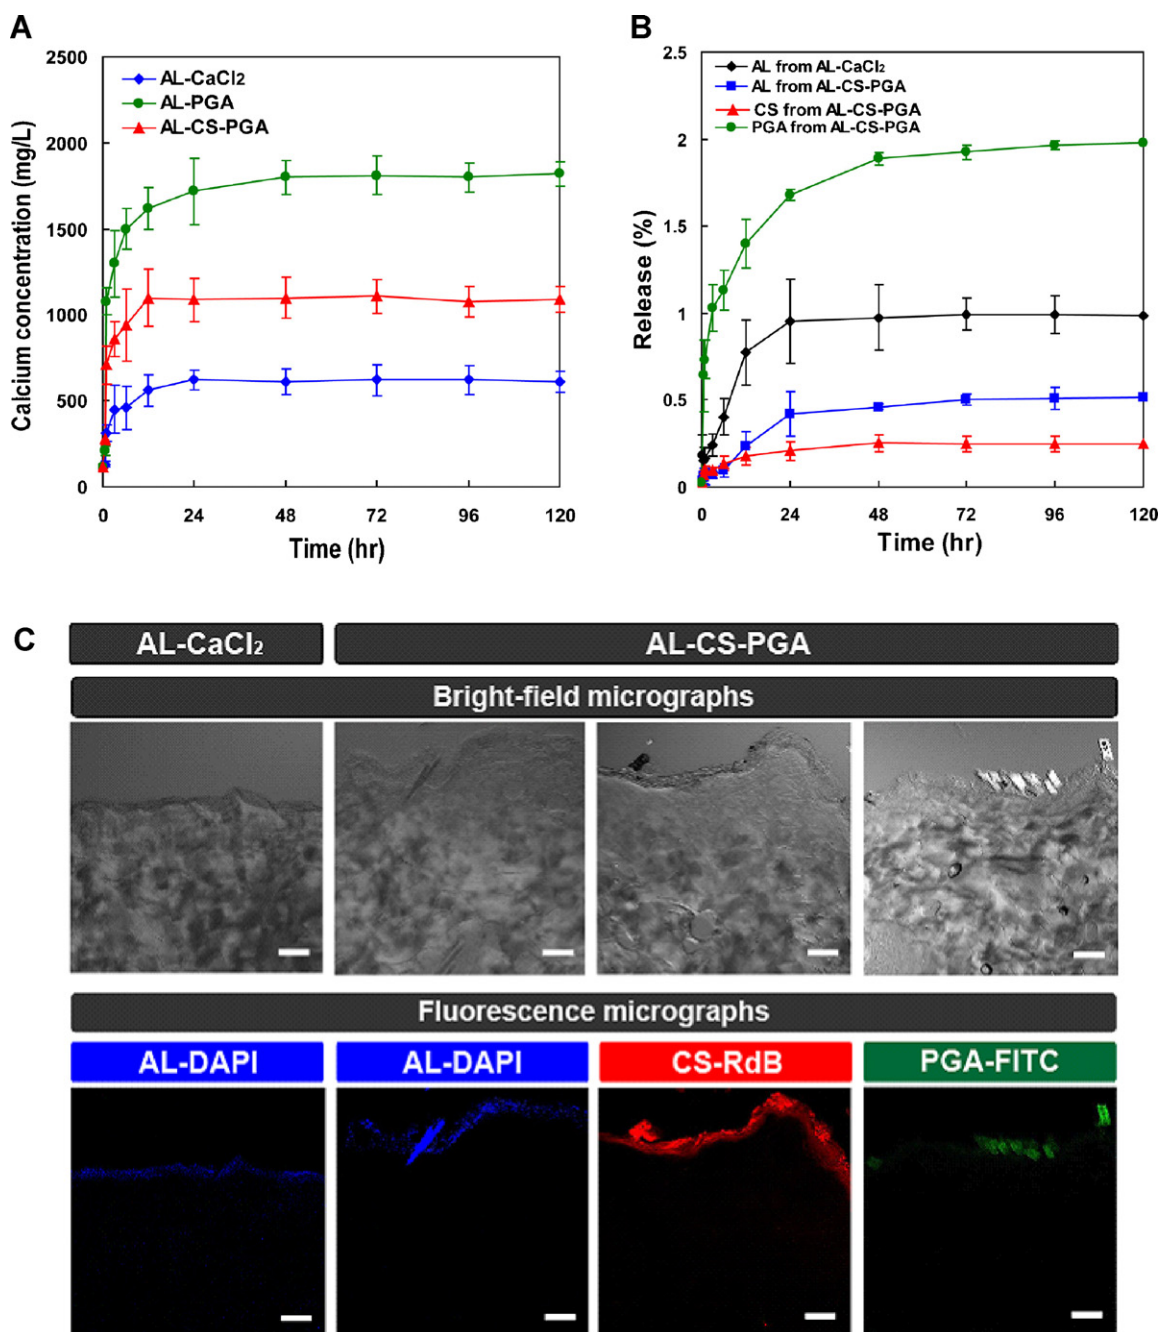 A
B
2500
2000
1500
1000
500
0
Calcium concentration (mg/L)
AL-CaCl₂
AL-PGA
AL-CS-PGA
0 24 48 72 96 120
Time (hr)
2.5
2
1.5
1
0.5
0
Release (%)
AL from AL-CaCl₂
AL from AL-CS-PGA
CS from AL-CS-PGA
PGA from AL-CS-PGA
0 24 48 72 96 120
Time (hr)
C
AL-CaCl₂ AL-CS-PGA
Bright-field micrographs
Fluorescence micrographs
AL-DAPI AL-DAPI CS-RdB PGA-FITC